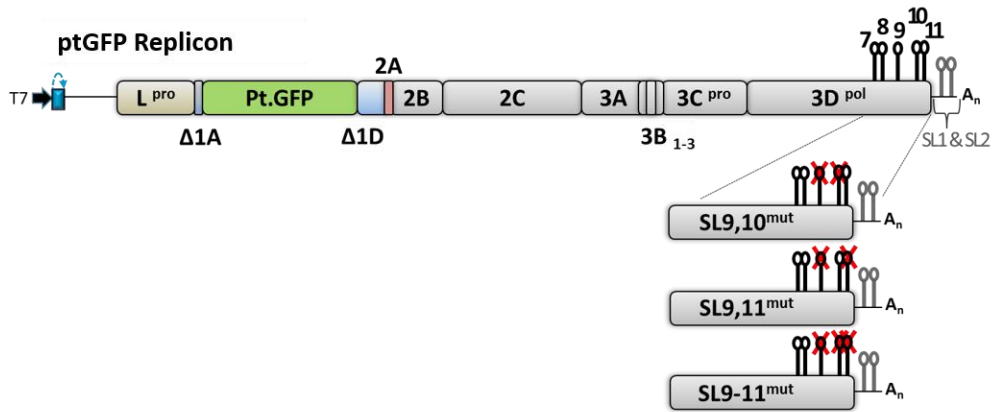 ptGFP Replicon
7 8 9 10 11
2A
T7 L pro Pt.GFP 2B 2C 3A 3C pro 3D pol An
Δ1A Δ1D 3B 1-3 SL1 & SL2
SL9,10mut An
SL9,11mut An
SL9-11mut An